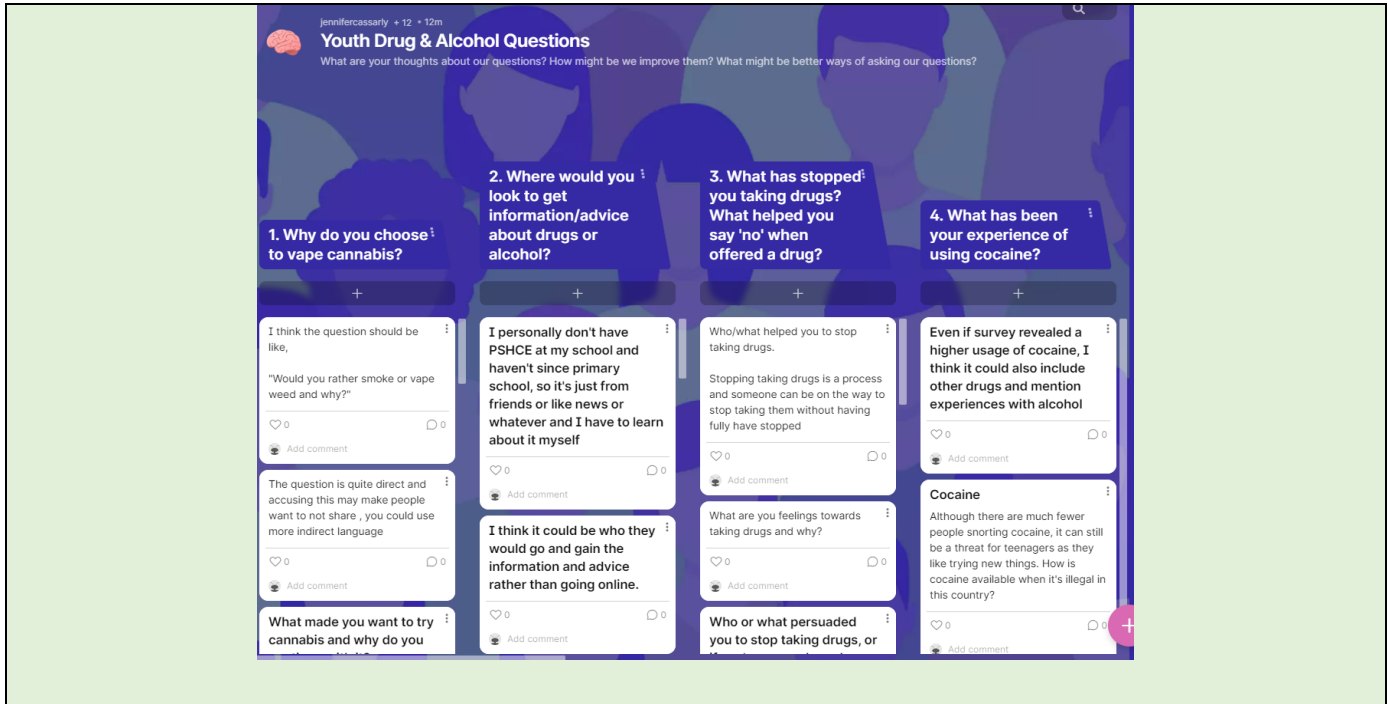 jennifercassarly + 12 • 12m
Youth Drug & Alcohol Questions
What are your thoughts about our questions? How might be we improve them? What might be better ways of asking our questions?
1. Why do you choose
to vape cannabis?
I think the question should be
like,
"Would you rather smoke or vape
weed and why?"
0 0
Add comment
The question is quite direct and
accusing this may make people
want to not share , you could use
more indirect language
0 0
Add comment
What made you want to try
cannabis and why do you
2. Where would you
look to get
information/advice
about drugs or
alcohol?
I personally don't have
PSHCE at my school and
haven't since primary
school, so it's just from
friends or like news or
whatever and I have to learn
about it myself
0 0
Add comment
I think it could be who they
would go and gain the
information and advice
rather than going online.
0 0
Add comment
3. What has stopped
you taking drugs?
What helped you
say 'no' when
offered a drug?
Who/what helped you to stop
taking drugs.
Stopping taking drugs is a process
and someone can be on the way to
stop taking them without having
fully have stopped
0 0
Add comment
What are you feelings towards
taking drugs and why?
0 0
Add comment
Who or what persuaded
you to stop taking drugs, or
4. What has been
your experience of
using cocaine?
Even if survey revealed a
higher usage of cocaine, I
think it could also include
other drugs and mention
experiences with alcohol
0 0
Add comment
Cocaine
Although there are much fewer
people snorting cocaine, it can still
be a threat for teenagers as they
like trying new things. How is
cocaine available when it's illegal in
this country?
0 0
Add comment